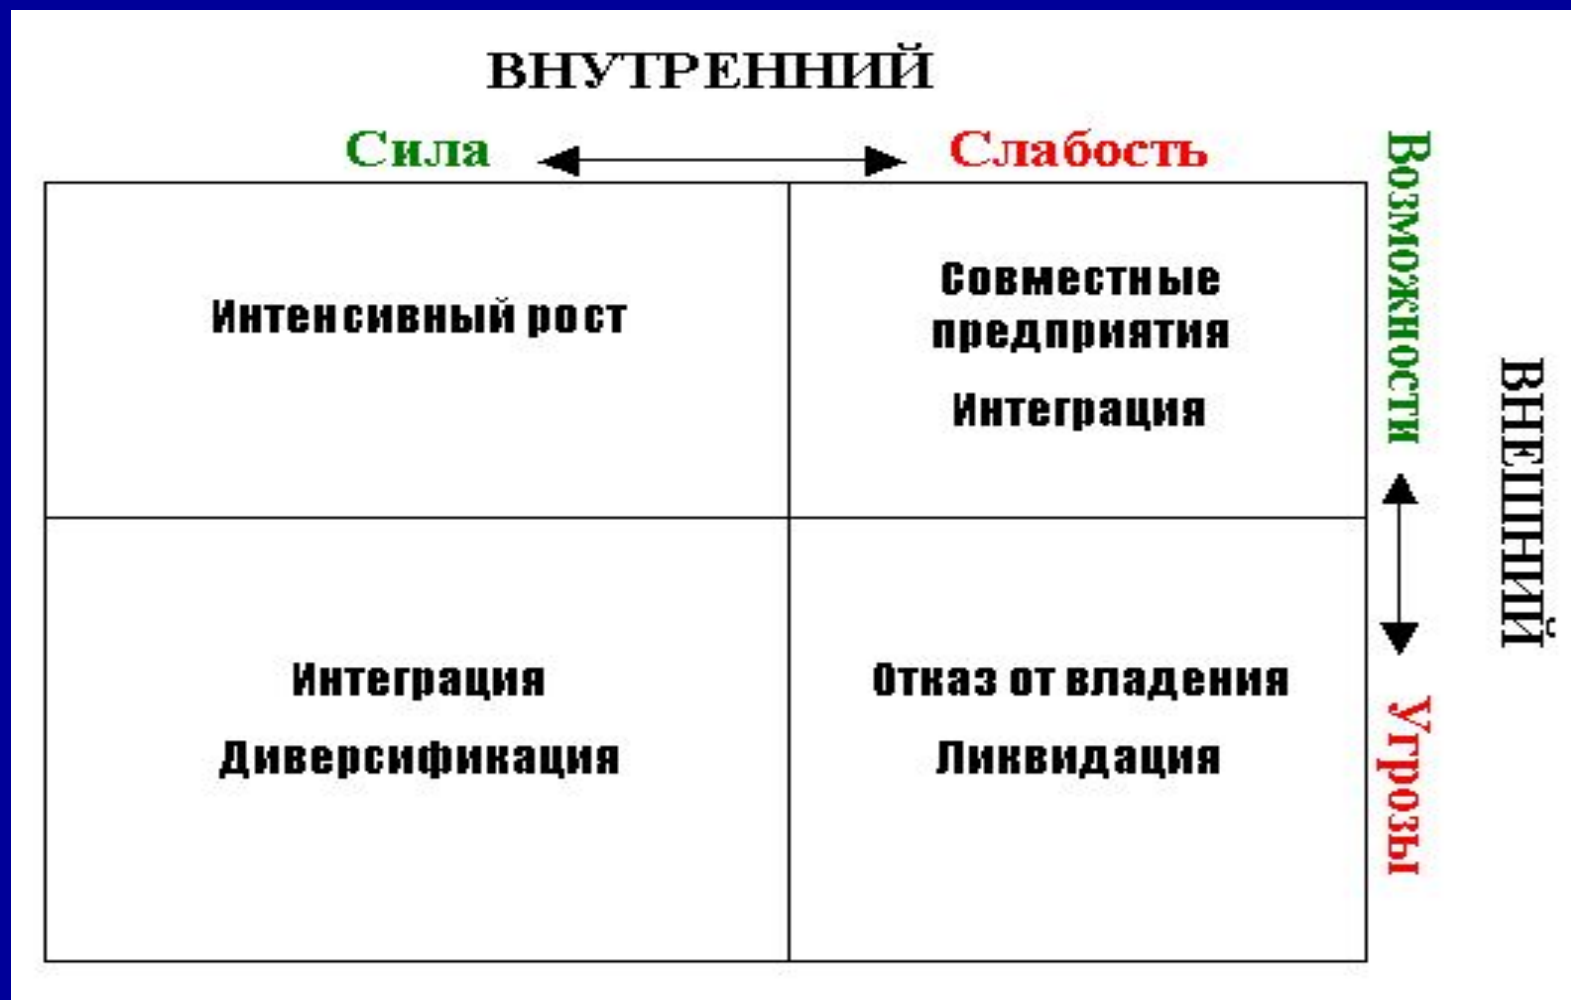 ВНУТРЕННИЙ
Сила
Слабость
Возможности
ВНЕШНИЙ
Угрозы
Интенсивный рост
Совместные
предприятия
Интеграция
Интеграция
Диверсификация
Отказ от владения
Ликвидация